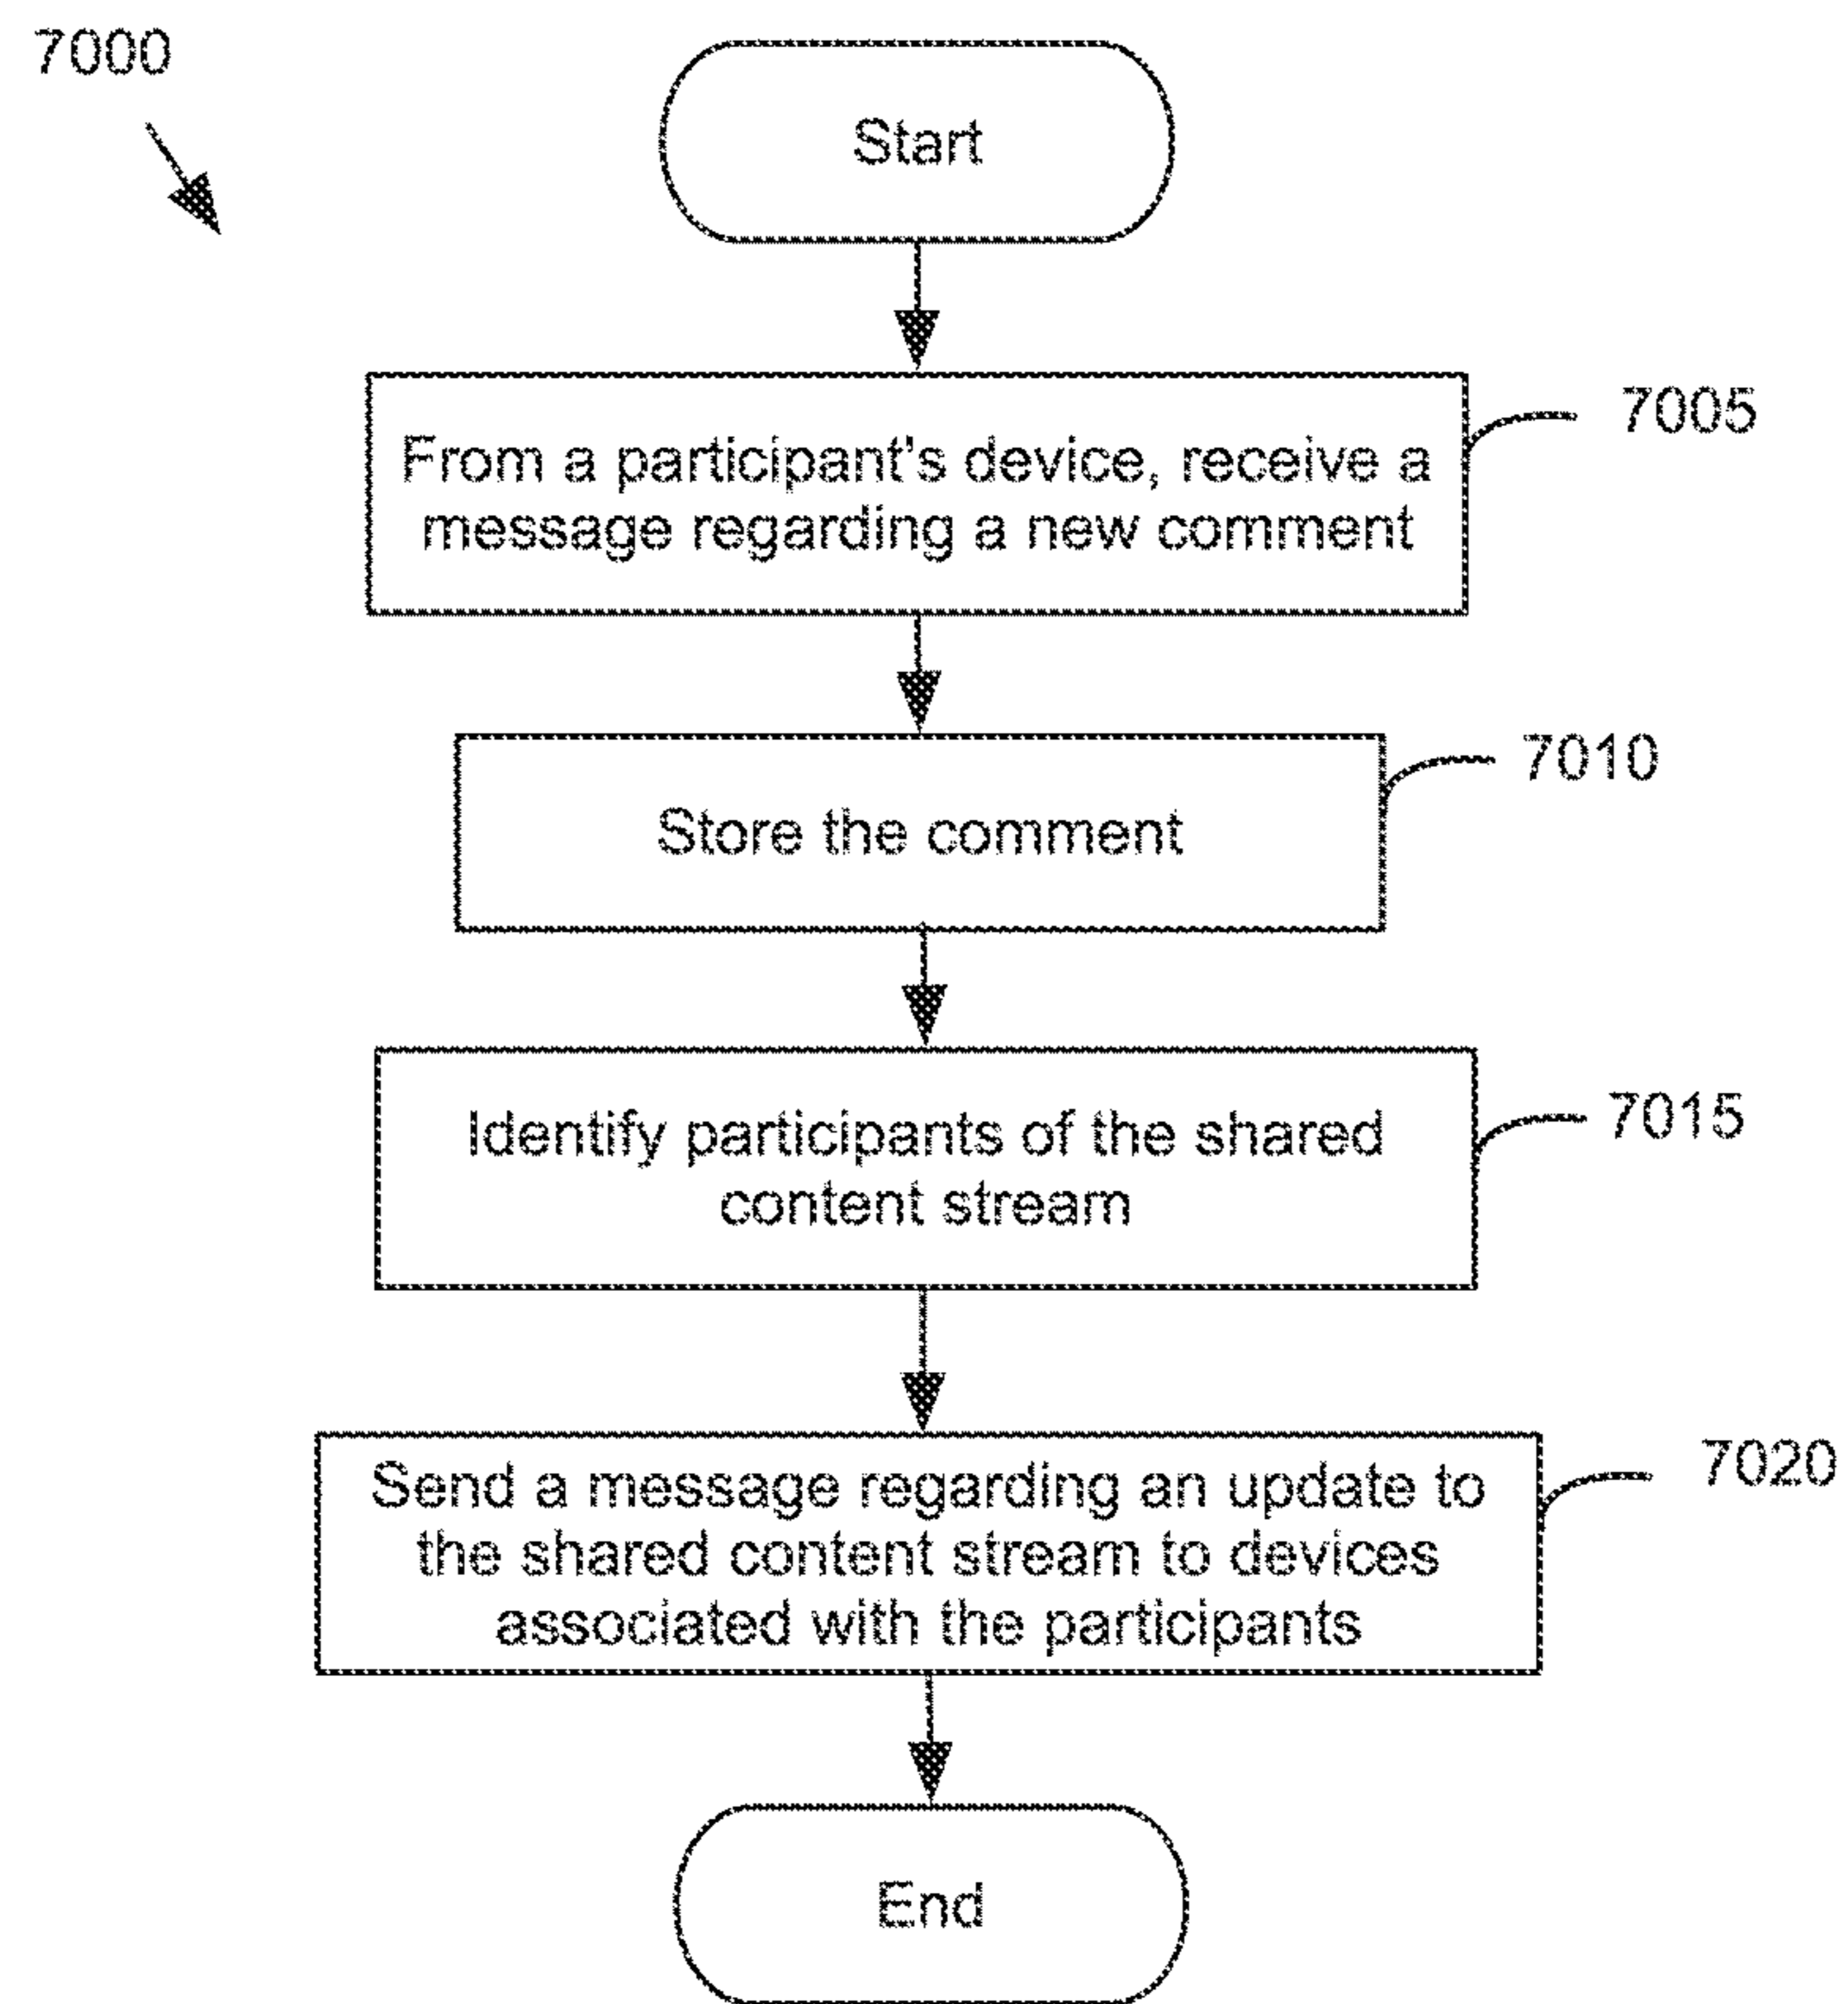 7000
Start
From a participant's device, receive a
message regarding a new comment
7005
Store the comment
7010
Identify participants of the shared
content stream
7015
Send a message regarding an update to
the shared content stream to devices
associated with the participants
7020
End